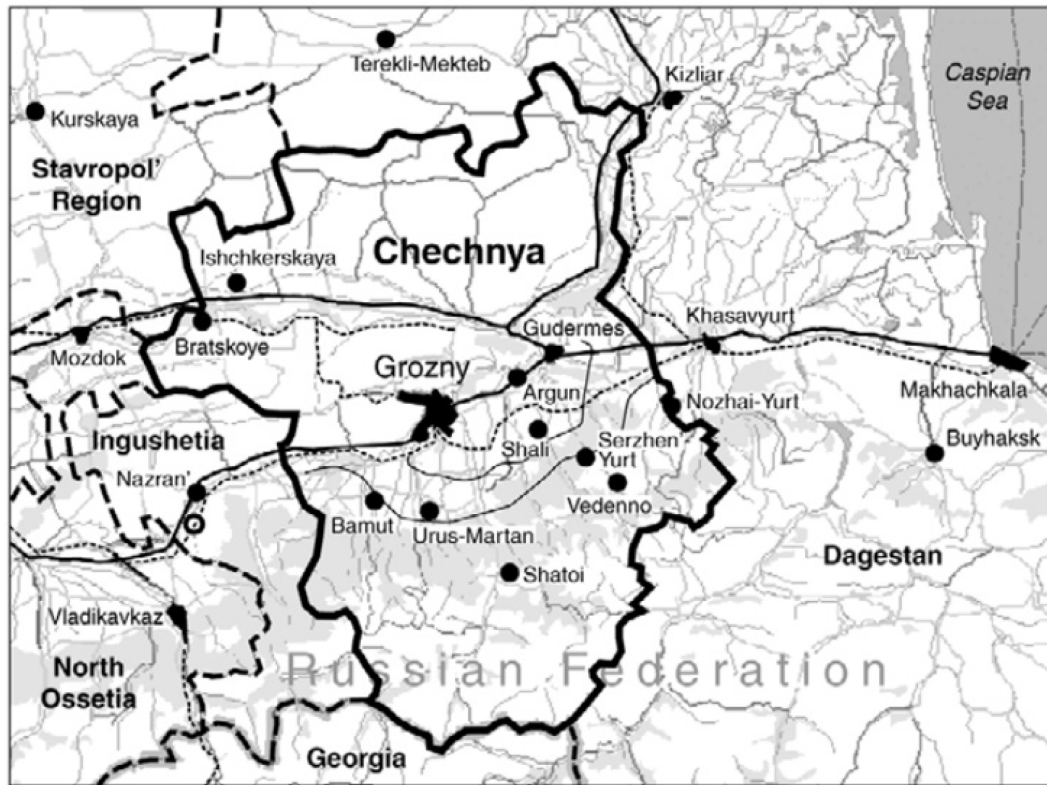 Terekli-Mekteb
Kizliar
Caspian
Sea
Kurskaya
Stavropol'
Region
Ishchkerskaya
Chechnya
Mozdok
Bratskoye
Gudermes
Khasavyurt
Grozny
Argun
Makhachkala
Nozhai-Yurt
Ingushetia
Shali
Serzhen
Yurt
Buyhaksk
Nazran'
Vedenno
Bamut
Urus-Martan
Dagestan
Shatoi
Vladikavkaz
North
Ossetia
Russian Federation
Georgia